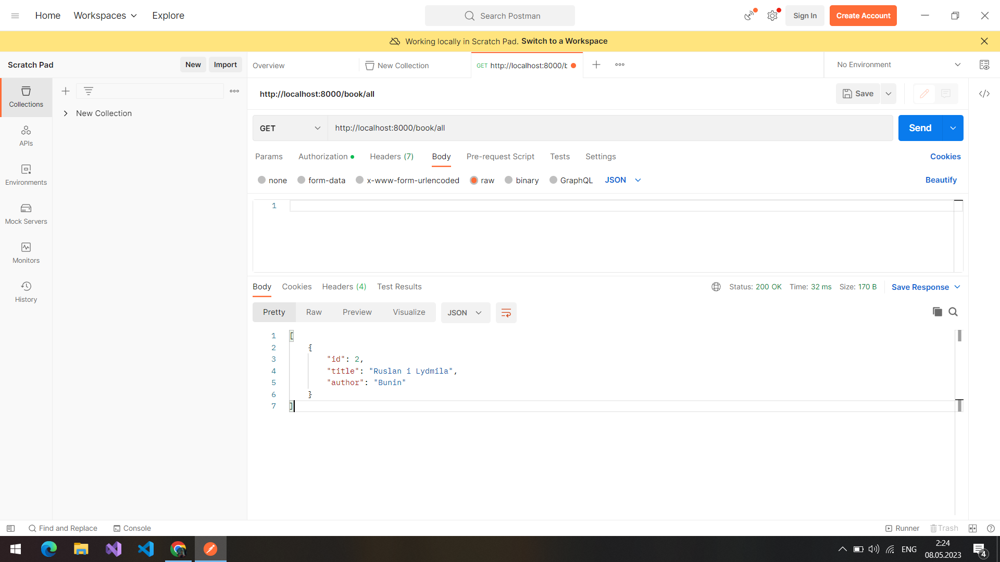 Home Workspaces Explore Search Postman Sign In Create Account
Working locally in Scratch Pad. Switch to a Workspace
Scratch Pad New Import Overview New Collection GET http://localhost:8000/b No Environment
Collections
New Collection
APIs
Environments
Mock Servers
Monitors
History
http://localhost:8000/book/all Save
GET http://localhost:8000/book/all Send
Params Authorization Headers (7) Body Pre-request Script Tests Settings Cookies
none form-data x-www-form-urlencoded raw binary GraphQL JSON Beautify
1
Body Cookies Headers (4) Test Results Status: 200 OK Time: 32 ms Size: 170 B Save Response
Pretty Raw Preview Visualize JSON
1 [
2 {
3 "id": 2,
4 "title": "Ruslan i Lydmila",
5 "author": "Bunin"
6 }
7 ]
Find and Replace Console Runner Trash
ENG 2:24
08.05.2023 4